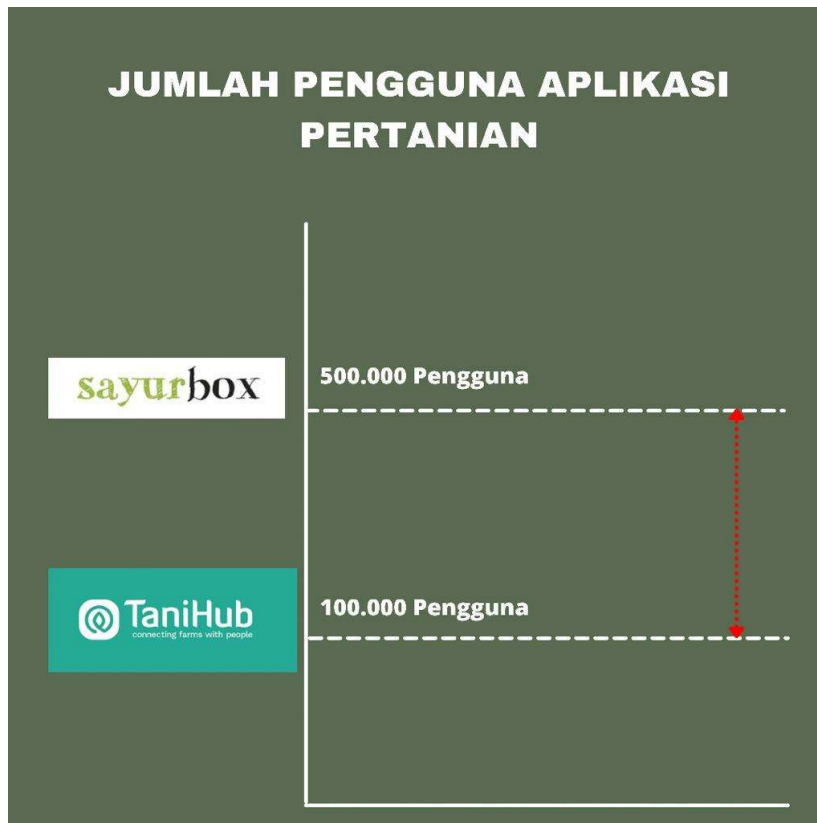 JUMLAH PENGGUNA APLIKASI
PERTANIAN
sayurbox
500.000 Pengguna
TaniHub
connecting farms with people
100.000 Pengguna